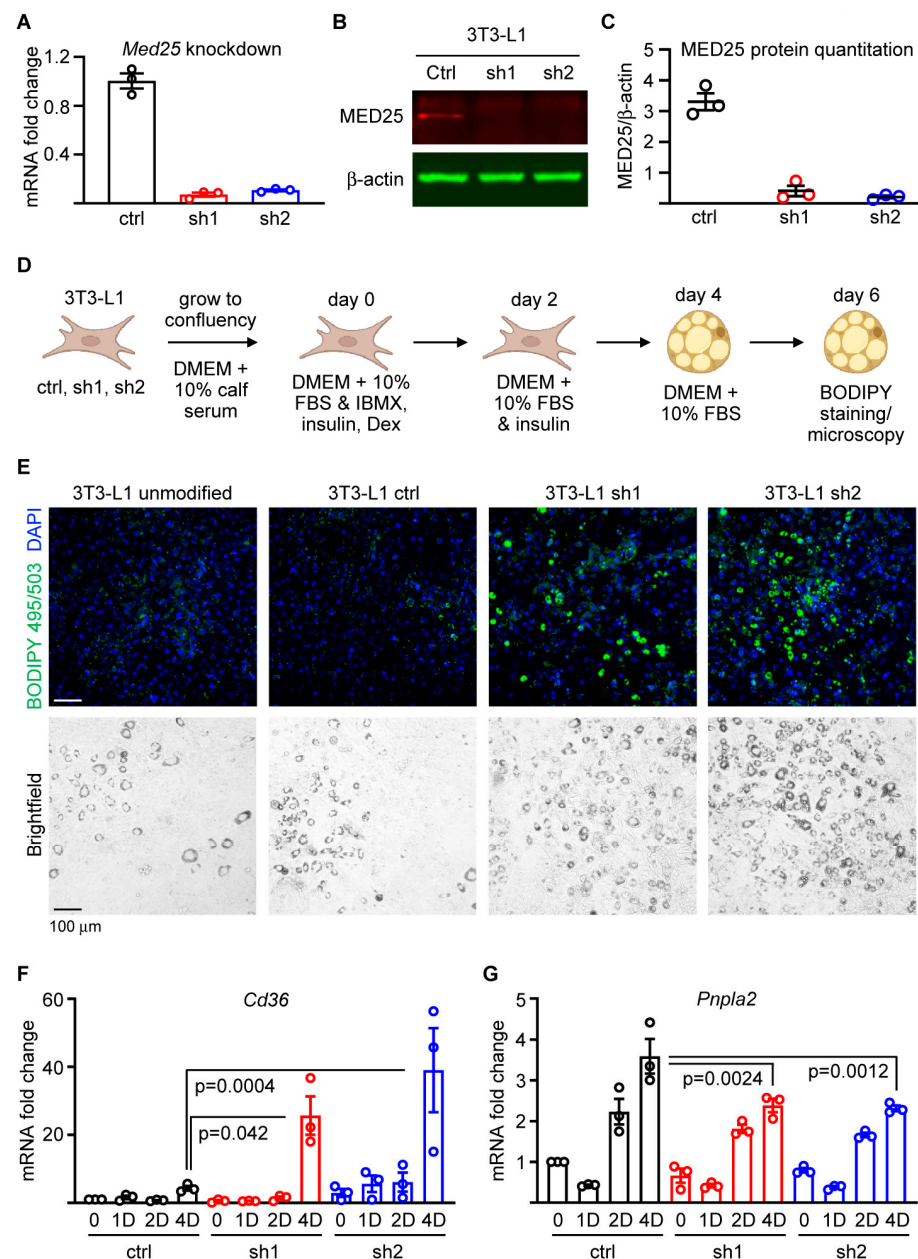 A
Med25 knockdown
mRNA fold change
1.2
0.8
0.4
ctrl
sh1
sh2
B
3T3-L1
Ctrl sh1 sh2
MED25
β-actin
C
MED25 protein quantitation
MED25/β-actin
5
4
3
2
1
ctrl
sh1
sh2
D
3T3-L1
ctrl, sh1, sh2
grow to
confluency
DMEM +
10% calf
serum
day 0
DMEM + 10%
FBS & IBMX,
insulin, Dex
day 2
DMEM +
10% FBS
& insulin
day 4
DMEM +
10% FBS
day 6
BODIPY
staining/
microscopy
E
3T3-L1 unmodified
3T3-L1 ctrl
3T3-L1 sh1
3T3-L1 sh2
BODIPY 495/503 DAPI
Brightfield
100 μm
F
Cd36
mRNA fold change
60
40
20
p=0.0004
p=0.042
0 1D 2D 4D 0 1D 2D 4D 0 1D 2D 4D
ctrl
sh1
sh2
G
Pnpla2
mRNA fold change
5
4
3
2
1
0
p=0.0024
p=0.0012
0 1D 2D 4D 0 1D 2D 4D 0 1D 2D 4D
ctrl
sh1
sh2